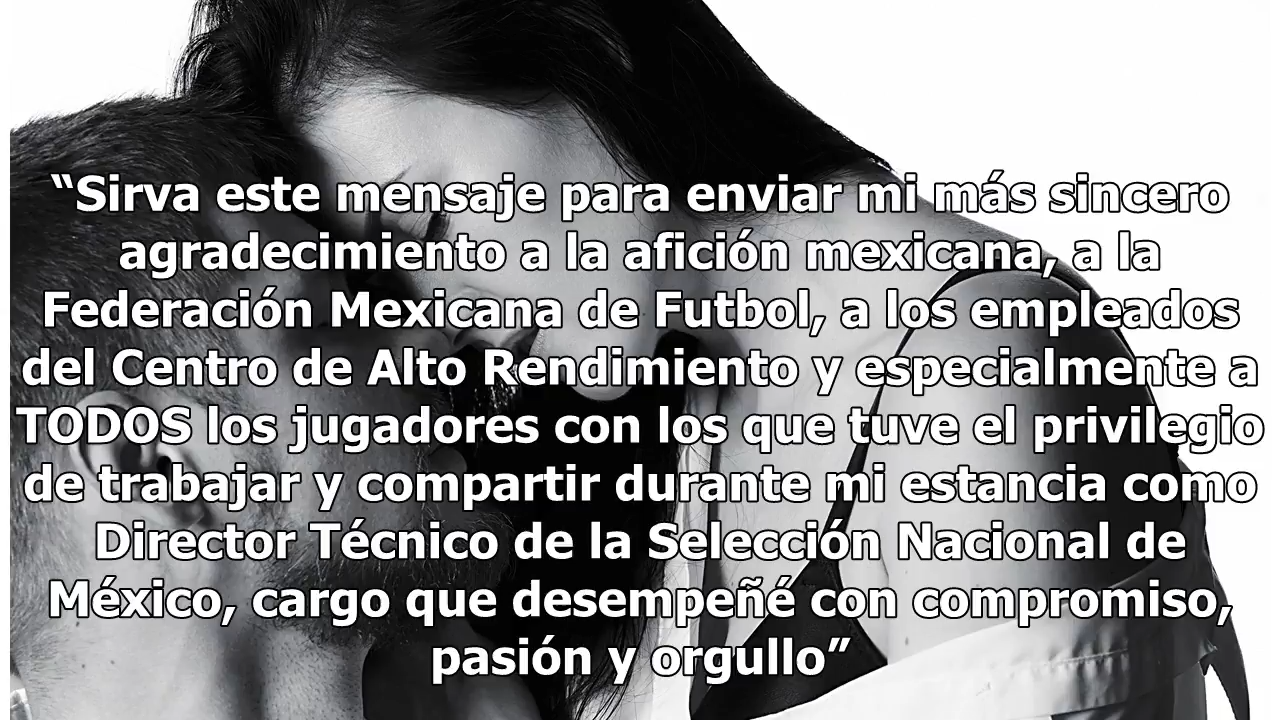 “Sirva este mensaje para enviar mi más sincero
agradecimiento a la afición mexicana, a la
Federación Mexicana de Futbol, a los empleados
del Centro de Alto Rendimiento y especialmente a
TODOS los jugadores con los que tuve el privilegio
de trabajar y compartir durante mi estancia como
Director Técnico de la Selección Nacional de
México, cargo que desempeñé con compromiso,
pasión y orgullo”